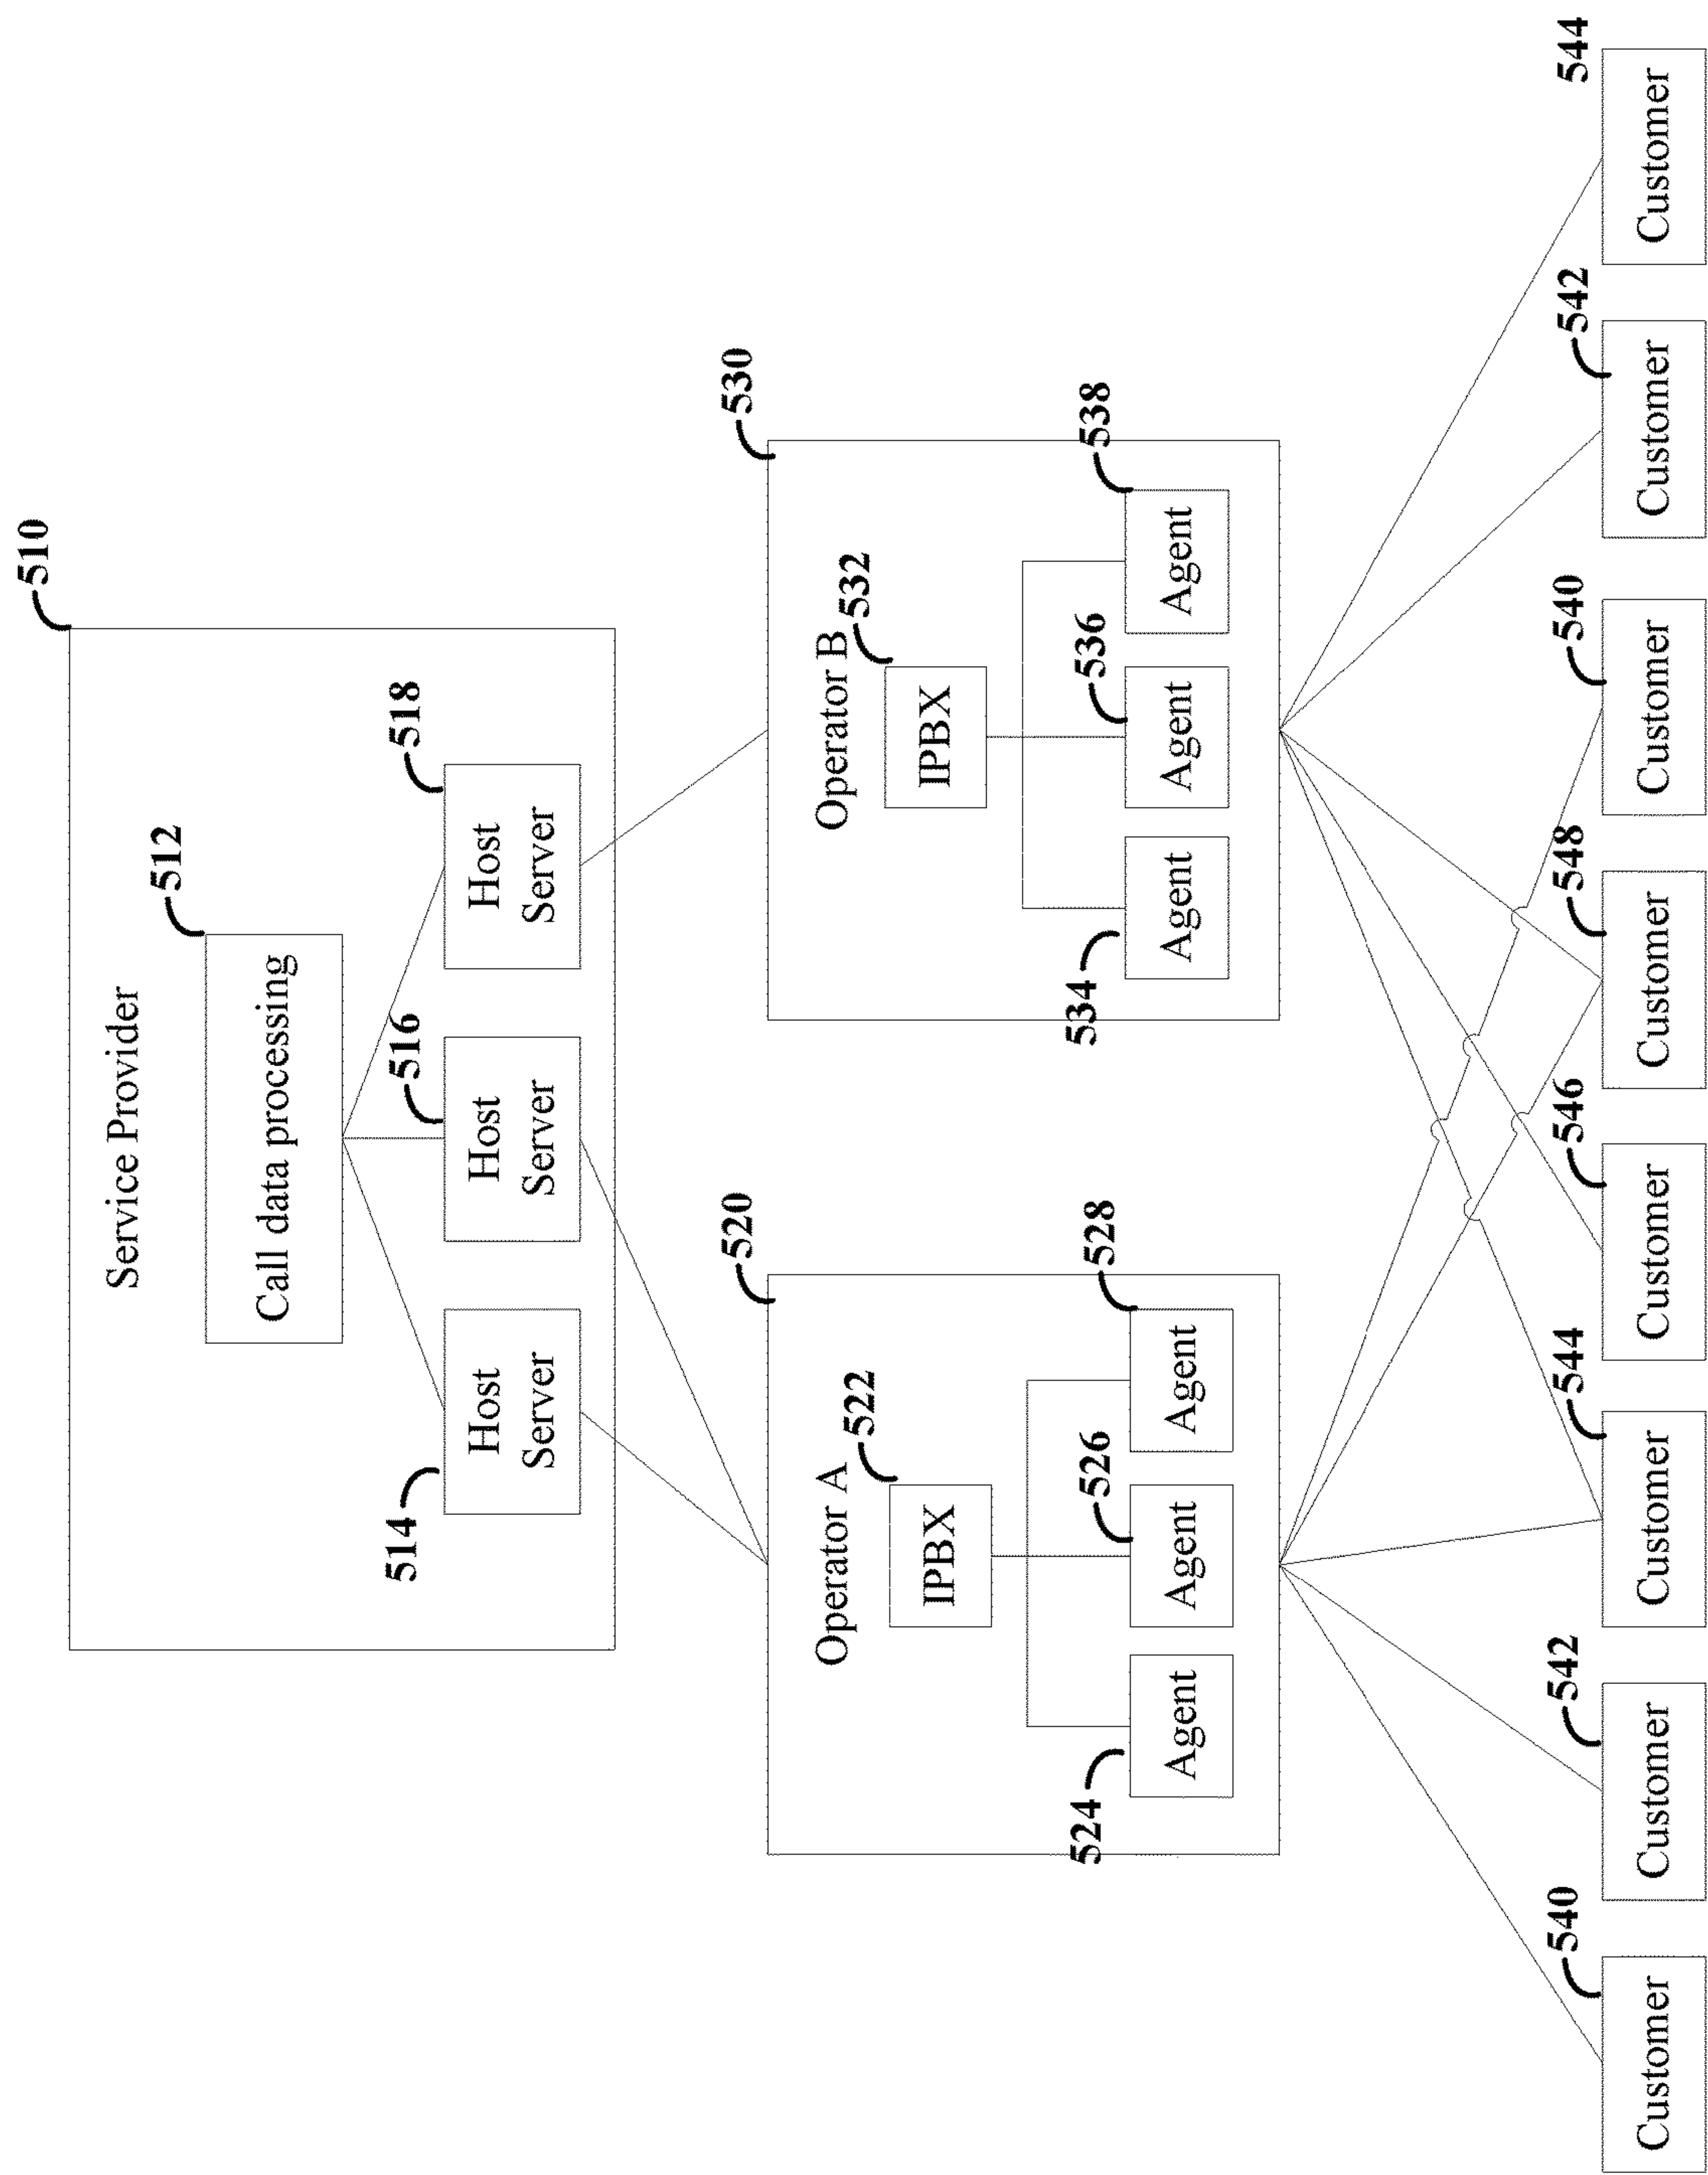 510
Service Provider
512
Call data processing
514
516
518
Host
Server
Host
Server
Host
Server
520
530
Operator A
522
IPBX
524
526
528
Agent
Agent
Agent
Operator B
532
IPBX
534
536
538
Agent
Agent
Agent
540
542
544
546
548
540
542
544
Customer
Customer
Customer
Customer
Customer
Customer
Customer
Customer